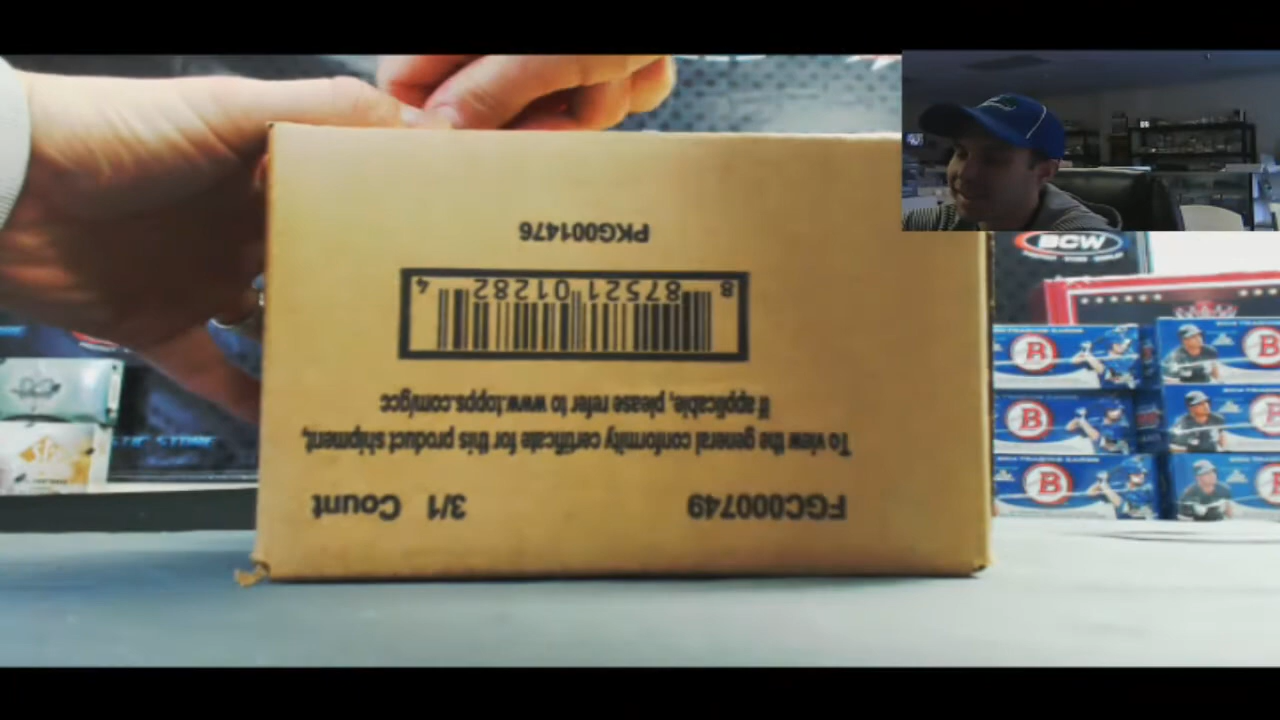 FGC000749 3/1 Count
To view the general conformity certificate for this product shipment,
if applicable, please refer to www.topps.com/gcc
8 87521 01282 4
PKG001476
BCW
B
B
B
B
B
B